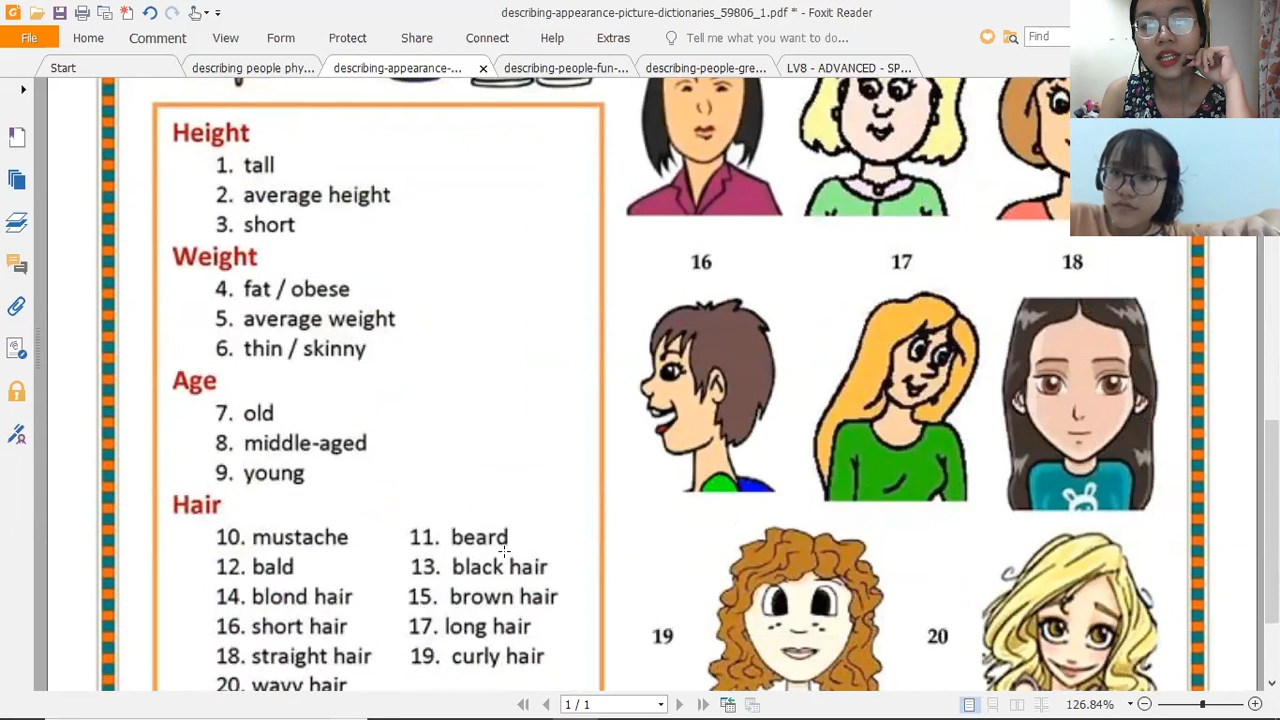 describing-appearance-picture-dictionaries_58606_1.pdf * - Foxit Reader
File Home Comment View Form Protect Share Connect Help Extras Tell me what you want to do... Find
Start describing people phy... describing-appearance-... describing-people-fun-... describing-people-gre... LV8 - ADVANCED - SP...
Height
1. tall
2. average height
3. short
Weight
4. fat / obese
5. average weight
6. thin / skinny
Age
7. old
8. middle-aged
9. young
Hair
10. mustache 11. beard
12. bald 13. black hair
14. blond hair 15. brown hair
16. short hair 17. long hair
18. straight hair 19. curly hair
20. wavy hair
16 17 18
19 20
1 / 1 126.84%